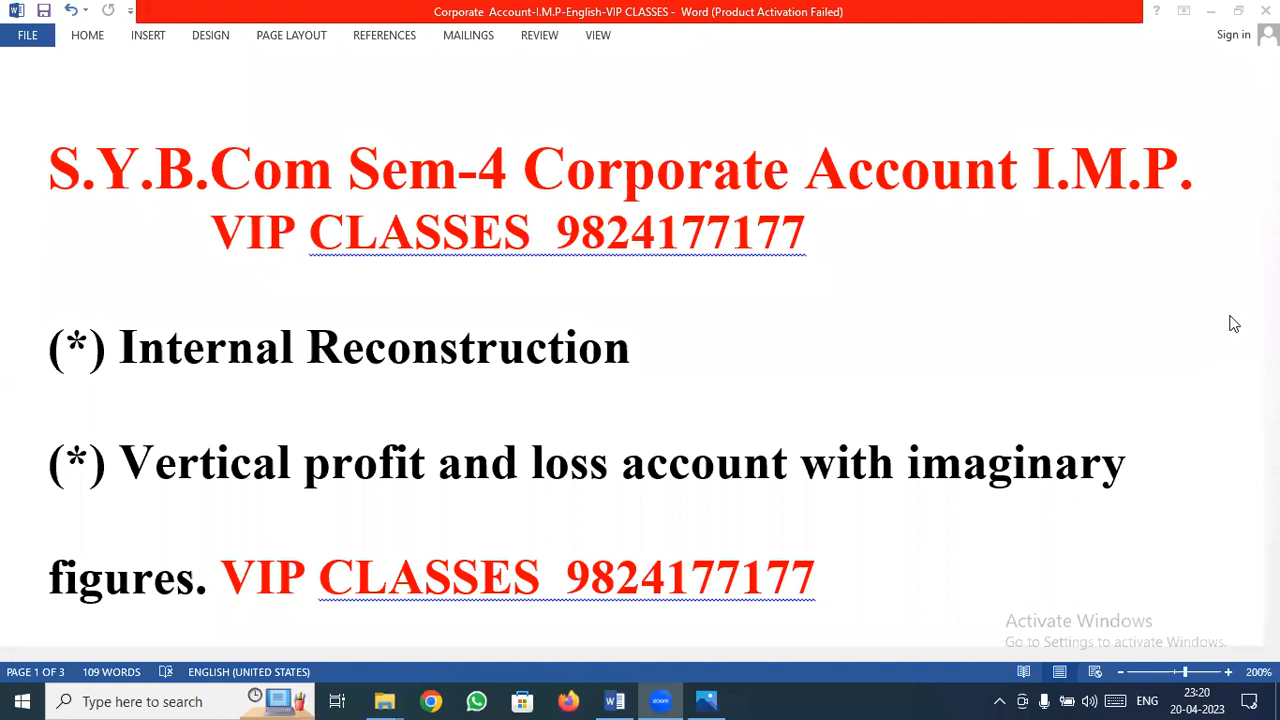 Corporate Account-I.M.P-English-VIP CLASSES - Word (Product Activation Failed)
FILE HOME INSERT DESIGN PAGE LAYOUT REFERENCES MAILINGS REVIEW VIEW Sign in
S.Y.B.Com Sem-4 Corporate Account I.M.P.
VIP CLASSES 9824177177
(*) Internal Reconstruction
(*) Vertical profit and loss account with imaginary
figures. VIP CLASSES 9824177177
Activate Windows
Go to Settings to activate Windows.
PAGE 1 OF 3 109 WORDS ENGLISH (UNITED STATES) 200%
Type here to search zoom ENG 23:20
20-04-2023